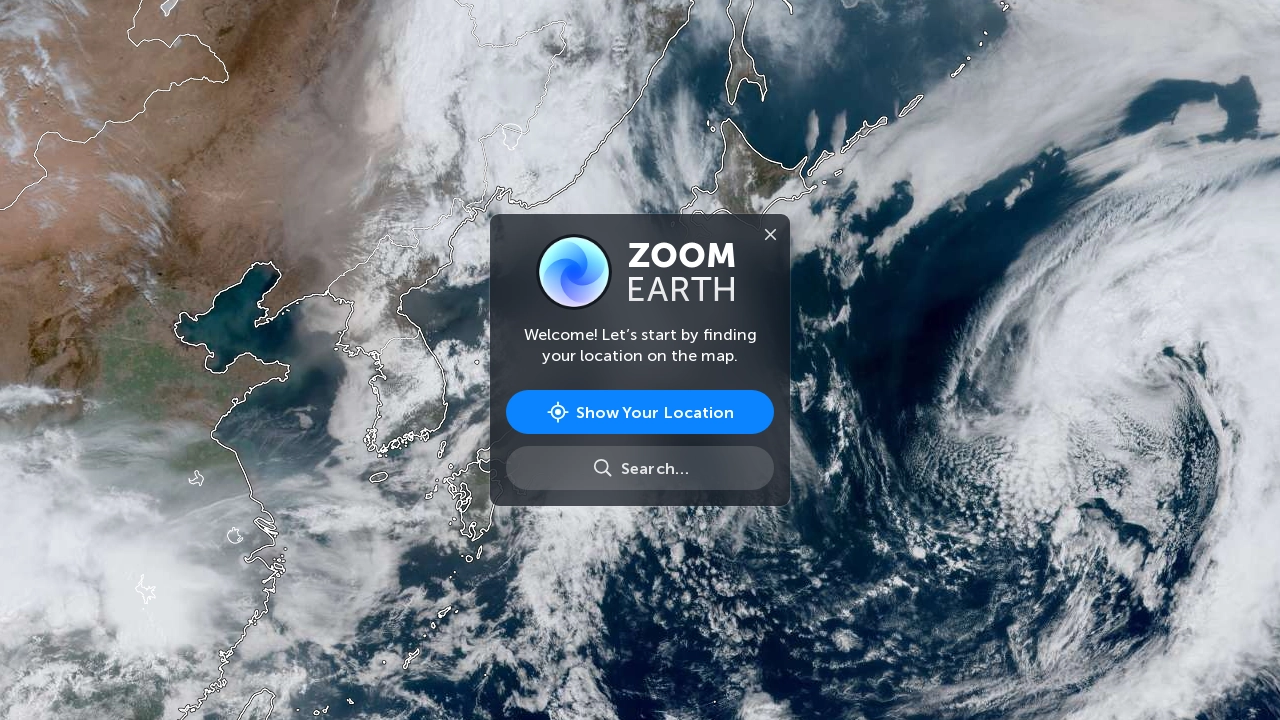 ZOOM
EARTH
Welcome! Let’s start by finding
your location on the map.
Show Your Location
Search…